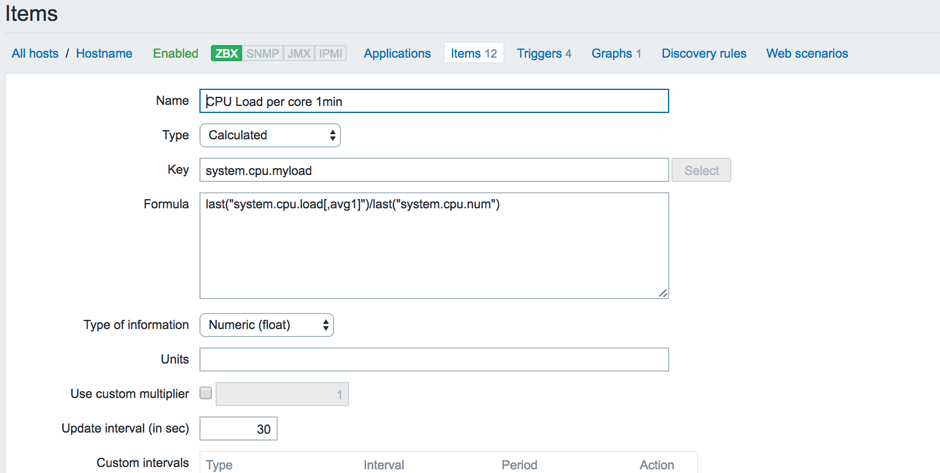 Items
All hosts / Hostname Enabled ZBX SNMP JMX IPMI Applications Items 12 Triggers 4 Graphs 1 Discovery rules Web scenarios
Name CPU Load per core 1min
Type Calculated
Key system.cpu.myload Select
Formula last("system.cpu.load[,avg1]")/last("system.cpu.num")
Type of information Numeric (float)
Units
Use custom multiplier 1
Update interval (in sec) 30
Custom intervals Type Interval Period Action